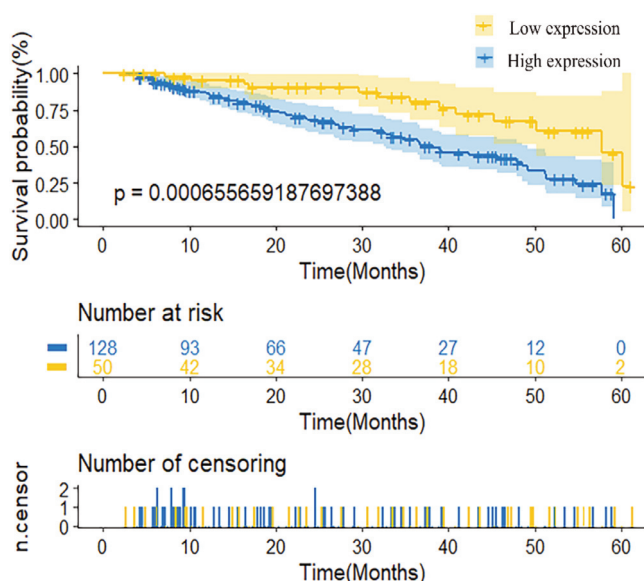 Low expression
High expression
Survival probability(%)
1.00
0.75
0.50
0.25
0.00
p = 0.000655659187697388
0 10 20 30 40 50 60
Time(Months)
Number at risk
128 93 66 47 27 12 0
50 42 34 28 18 10 2
0 10 20 30 40 50 60
Time(Months)
Number of censoring
n.censor
2
1
0
0 10 20 30 40 50 60
Time(Months)